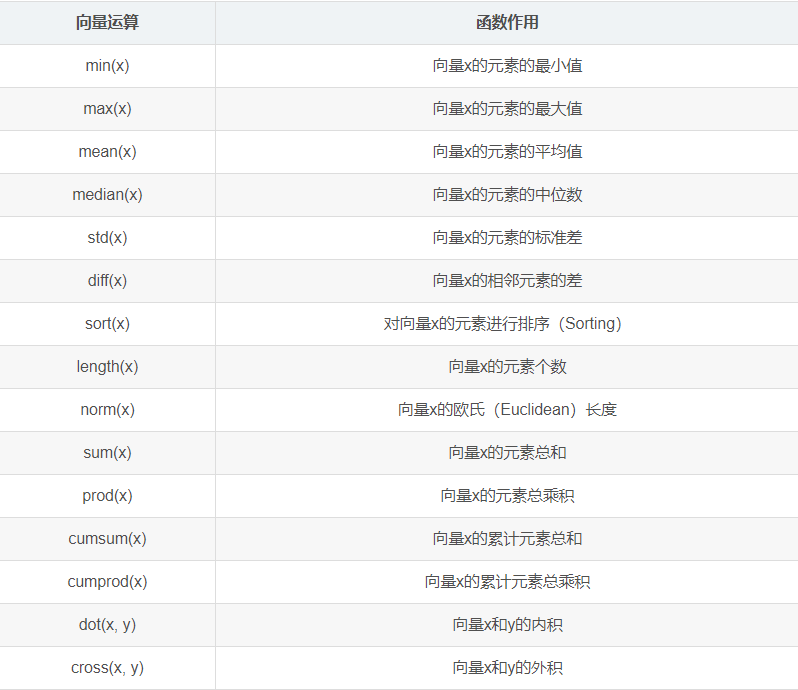 向量运算 函数作用
min(x) 向量x的元素的最小值
max(x) 向量x的元素的最大值
mean(x) 向量x的元素的平均值
median(x) 向量x的元素的中位数
std(x) 向量x的元素的标准差
diff(x) 向量x的相邻元素的差
sort(x) 对向量x的元素进行排序（Sorting）
length(x) 向量x的元素个数
norm(x) 向量x的欧氏（Euclidean）长度
sum(x) 向量x的元素总和
prod(x) 向量x的元素总乘积
cumsum(x) 向量x的累计元素总和
cumprod(x) 向量x的累计元素总乘积
dot(x, y) 向量x和y的内积
cross(x, y) 向量x和y的外积